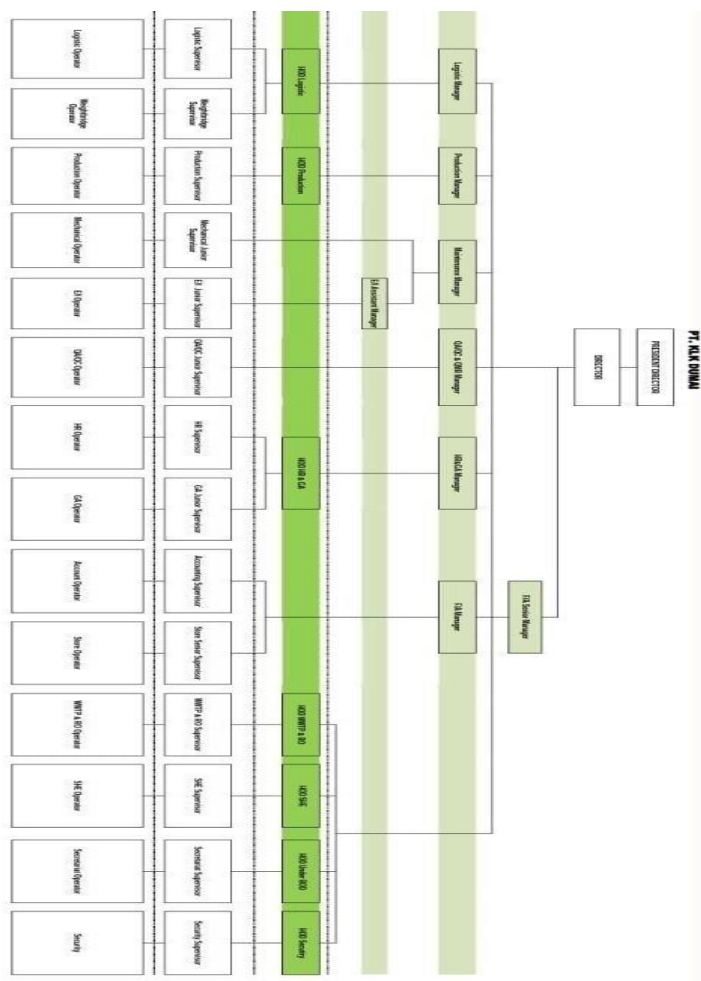 PT. KLK DUMAI
PRESIDENT DIRECTOR
DIRECTOR
F/A Senior Manager
Logistic Manager
Production Manager
Maintenance Manager
QA/QC & QMR Manager
HR&GA Manager
F/A Manager
E/I Assistant Manager
HOD Logistic
HOD Production
HOD HR & GA
HOD WWTP & RO
HOD SHE
HOD Under HOD
HOD Security
Logistic Supervisor
Weighbridge
Supervisor
Production Supervisor
Mechanical Junior
Supervisor
E/I Junior Supervisor
QA/QC Junior Supervisor
HR Supervisor
GA Junior Supervisor
Accounting Supervisor
Store Senior Supervisor
WWTP & RO Supervisor
SHE Supervisor
Secretarial Supervisor
Security Supervisor
Logistic Operator
Weighbridge
Operator
Production Operator
Mechanical Operator
E/I Operator
QA/QC Operator
HR Operator
GA Operator
Account Operator
Store Operator
WWTP & RO Operator
SHE Operator
Secretarial Operator
Security